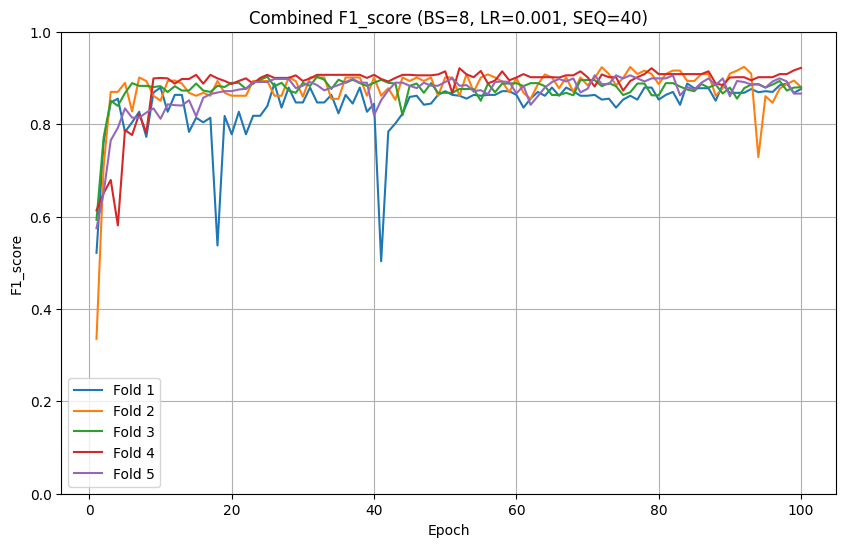 Combined F1_score (BS=8, LR=0.001, SEQ=40)
F1_score
1.0
0.8
0.6
0.4
0.2
0.0
Fold 1
Fold 2
Fold 3
Fold 4
Fold 5
0
20
40
60
80
100
Epoch